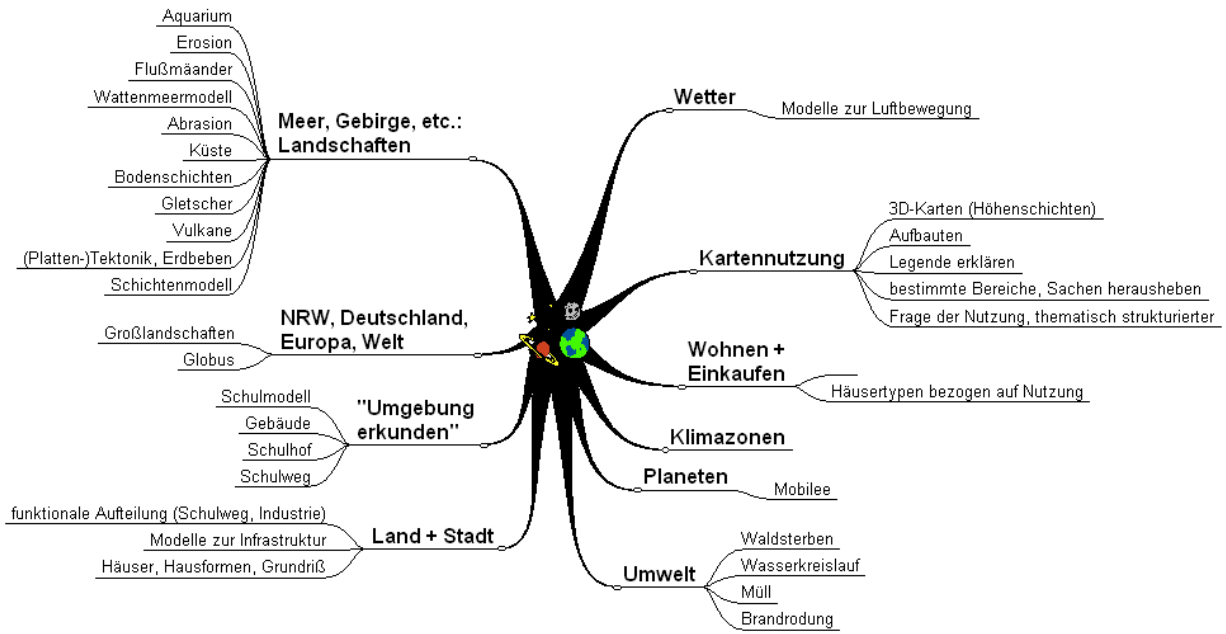 Aquarium
Erosion
Flußmäander
Wattenmeermodell
Abrasion
Küste
Bodenschichten
Gletscher
Vulkane
(Platten-)Tektonik, Erdbeben
Schichtenmodell
Meer, Gebirge, etc.:
Landschaften
Großlandschaften
Globus
NRW, Deutschland,
Europa, Welt
Schulmodell
Gebäude
Schulhof
Schulweg
"Umgebung
erkunden"
funktionale Aufteilung (Schulweg, Industrie)
Modelle zur Infrastruktur
Häuser, Hausformen, Grundriß
Land + Stadt
Wetter
Modelle zur Luftbewegung
Kartennutzung
3D-Karten (Höhenschichten)
Aufbauten
Legende erklären
bestimmte Bereiche, Sachen herausheben
Frage der Nutzung, thematisch strukturierter
Wohnen +
Einkaufen
Häusertypen bezogen auf Nutzung
Klimazonen
Planeten
Mobilee
Umwelt
Waldsterben
Wasserkreislauf
Müll
Brandrodung